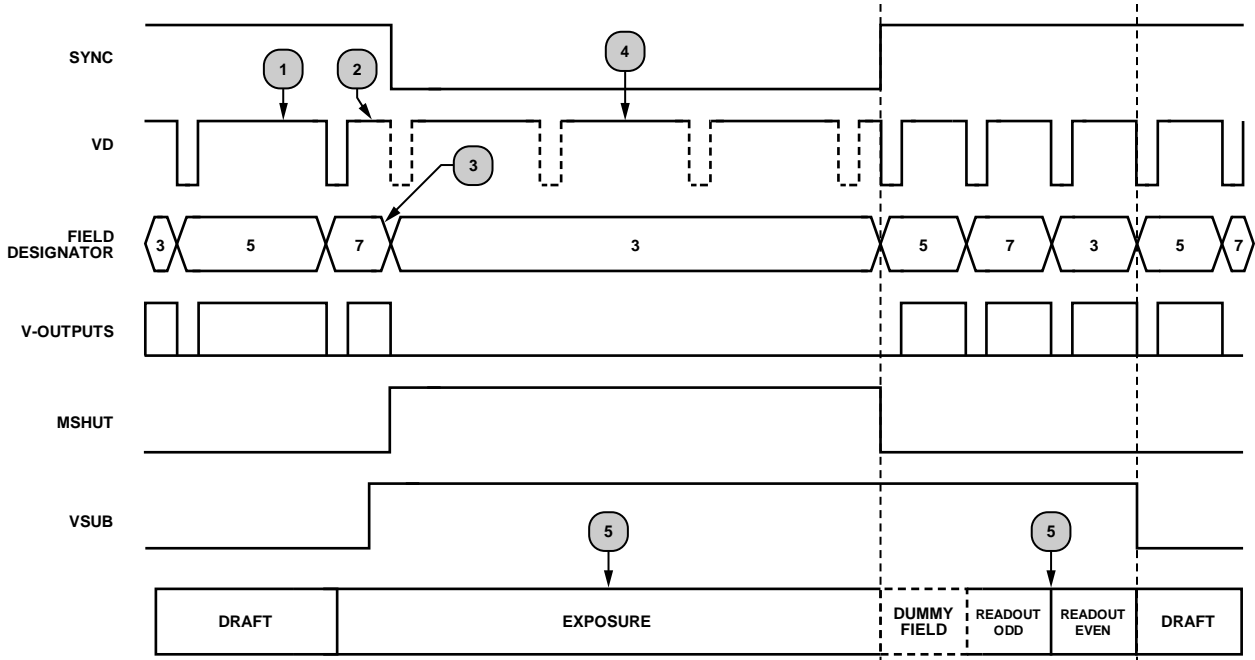 SYNC
1
2
4
VD
3
FIELD
DESIGNATOR
3
5
7
3
5
7
3
5
7
V-OUTPUTS
MSHUT
VSUB
5
5
DRAFT
EXPOSURE
DUMMY
FIELD
READOUT
ODD
READOUT
EVEN
DRAFT